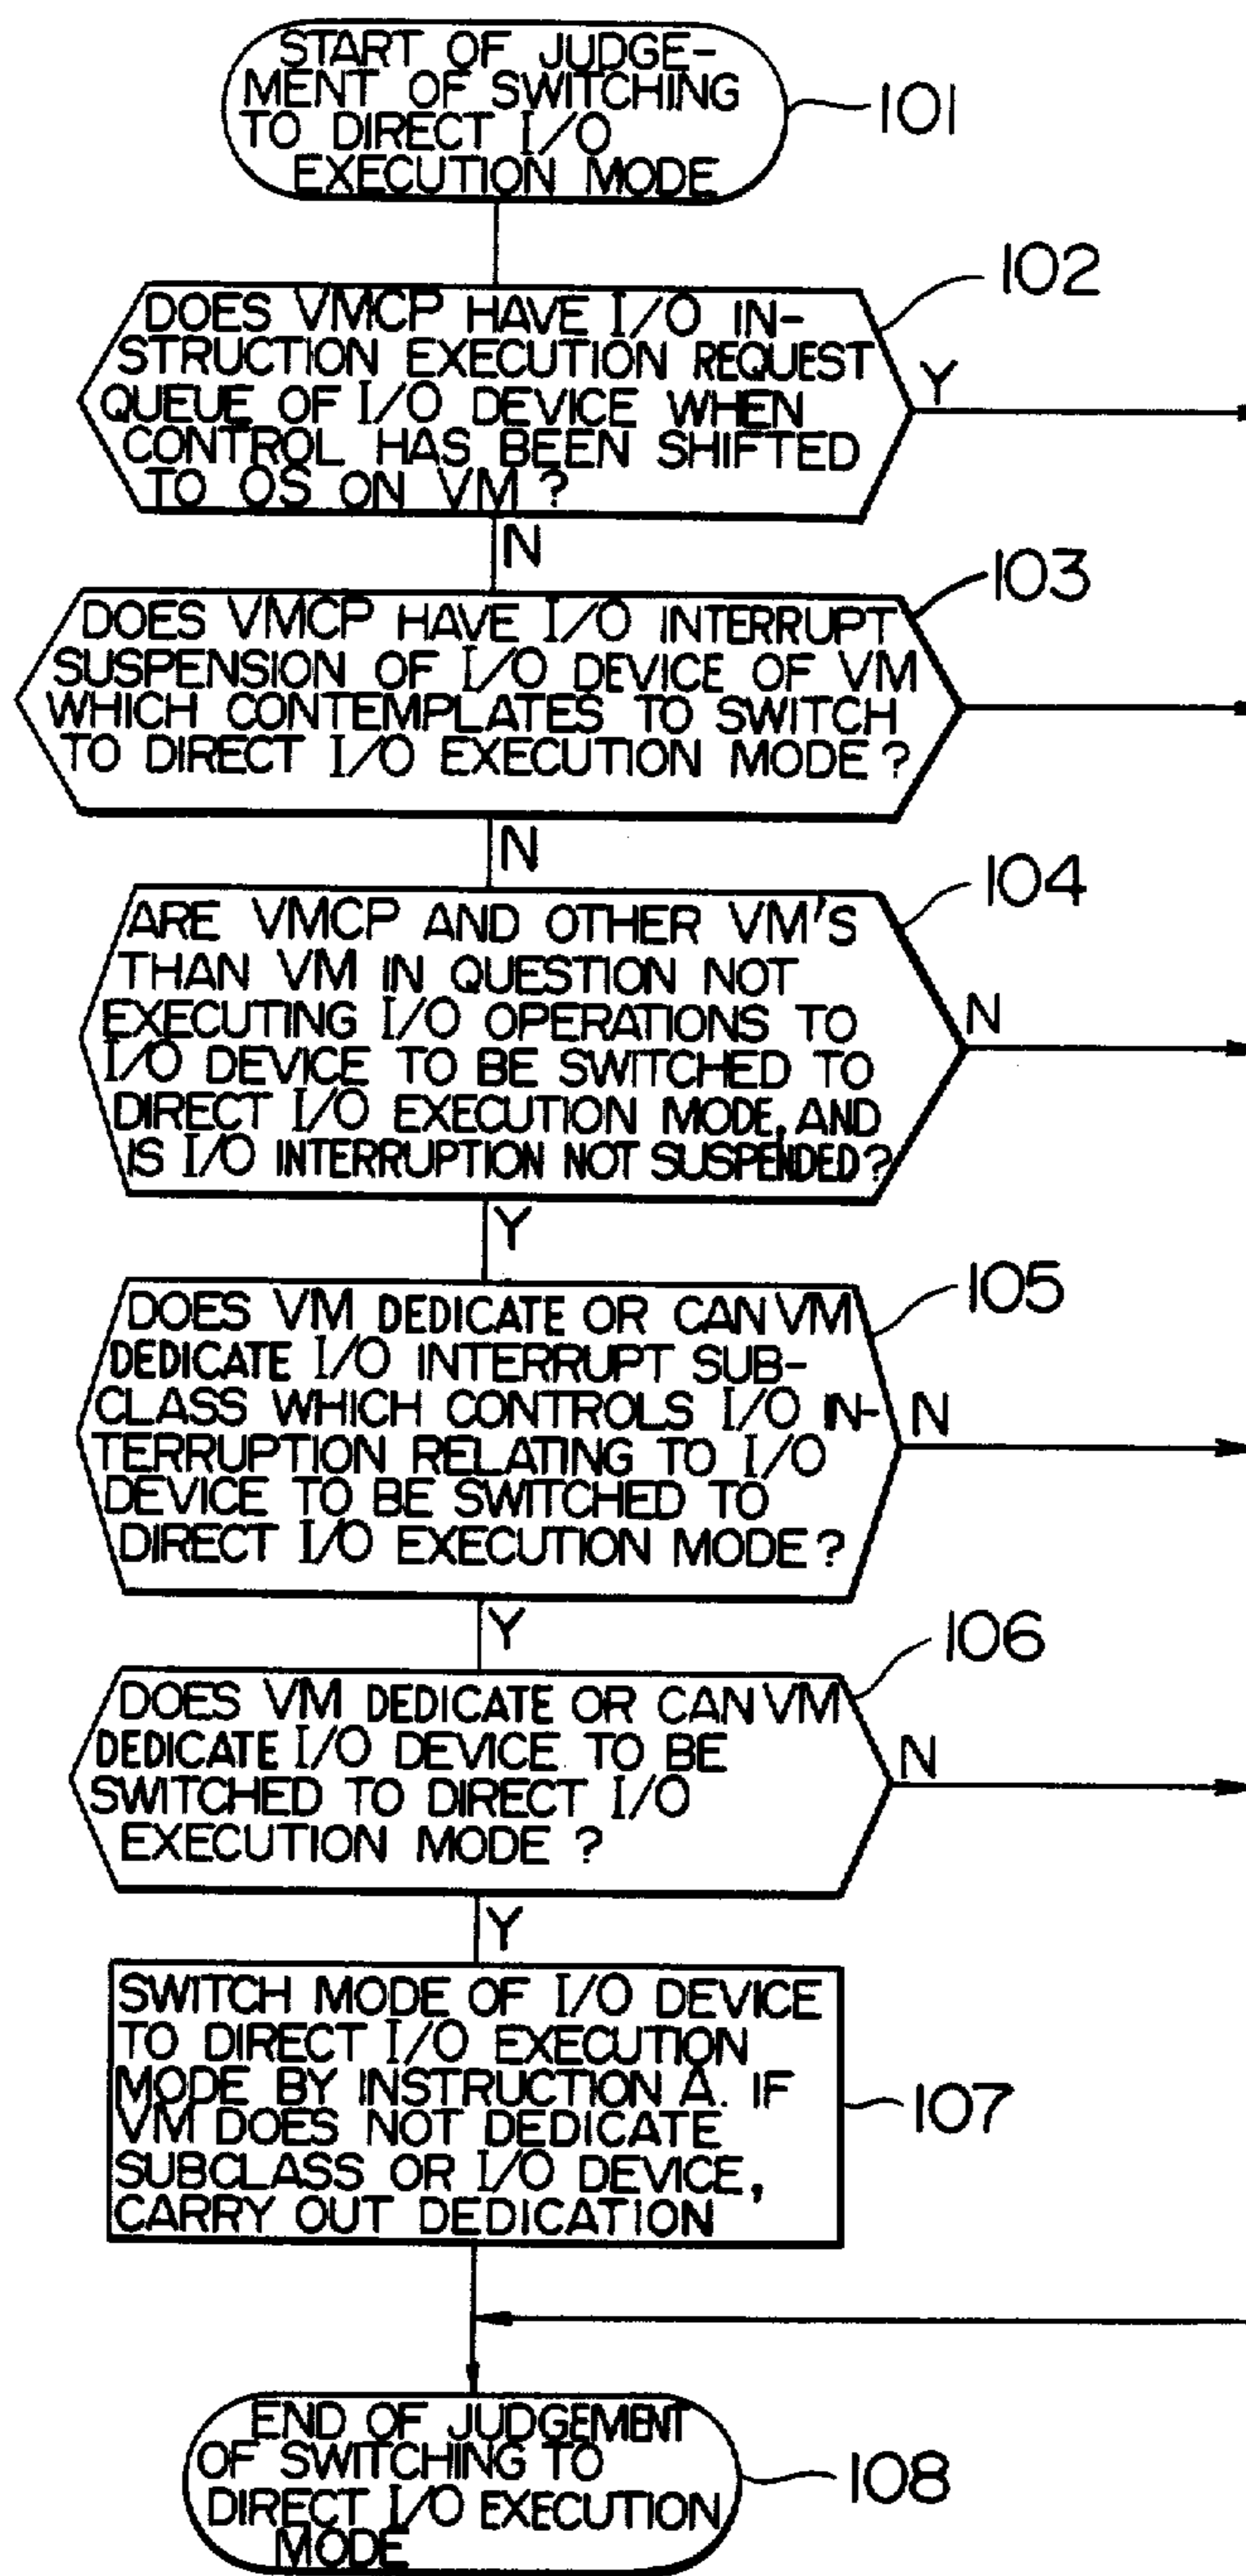 START OF JUDGE-
MENT OF SWITCHING
TO DIRECT I/O
EXECUTION MODE
101
102
DOES VMCP HAVE I/O IN-
STRUCTION EXECUTION REQUEST
QUEUE OF I/O DEVICE WHEN
CONTROL HAS BEEN SHIFTED
TO OS ON VM?
Y
N
103
DOES VMCP HAVE I/O INTERRUPT
SUSPENSION OF I/O DEVICE OF VM
WHICH CONTEMPLATES TO SWITCH
TO DIRECT I/O EXECUTION MODE?
N
104
ARE VMCP AND OTHER VM'S
THAN VM IN QUESTION NOT
EXECUTING I/O OPERATIONS TO
I/O DEVICE TO BE SWITCHED TO
DIRECT I/O EXECUTION MODE, AND
IS I/O INTERRUPTION NOT SUSPENDED?
N
Y
105
DOES VM DEDICATE OR CAN VM
DEDICATE I/O INTERRUPT SUB-
CLASS WHICH CONTROLS I/O IN-
TERRUPTION RELATING TO I/O
DEVICE TO BE SWITCHED TO
DIRECT I/O EXECUTION MODE?
N
Y
106
DOES VM DEDICATE OR CAN VM
DEDICATE I/O DEVICE TO BE
SWITCHED TO DIRECT I/O
EXECUTION MODE ?
N
Y
SWITCH MODE OF I/O DEVICE
TO DIRECT I/O EXECUTION
MODE BY INSTRUCTION A. IF
VM DOES NOT DEDICATE
SUBCLASS OR I/O DEVICE,
CARRY OUT DEDICATION
107
END OF JUDGEMENT
OF SWITCHING TO
DIRECT I/O EXECUTION
MODE
108